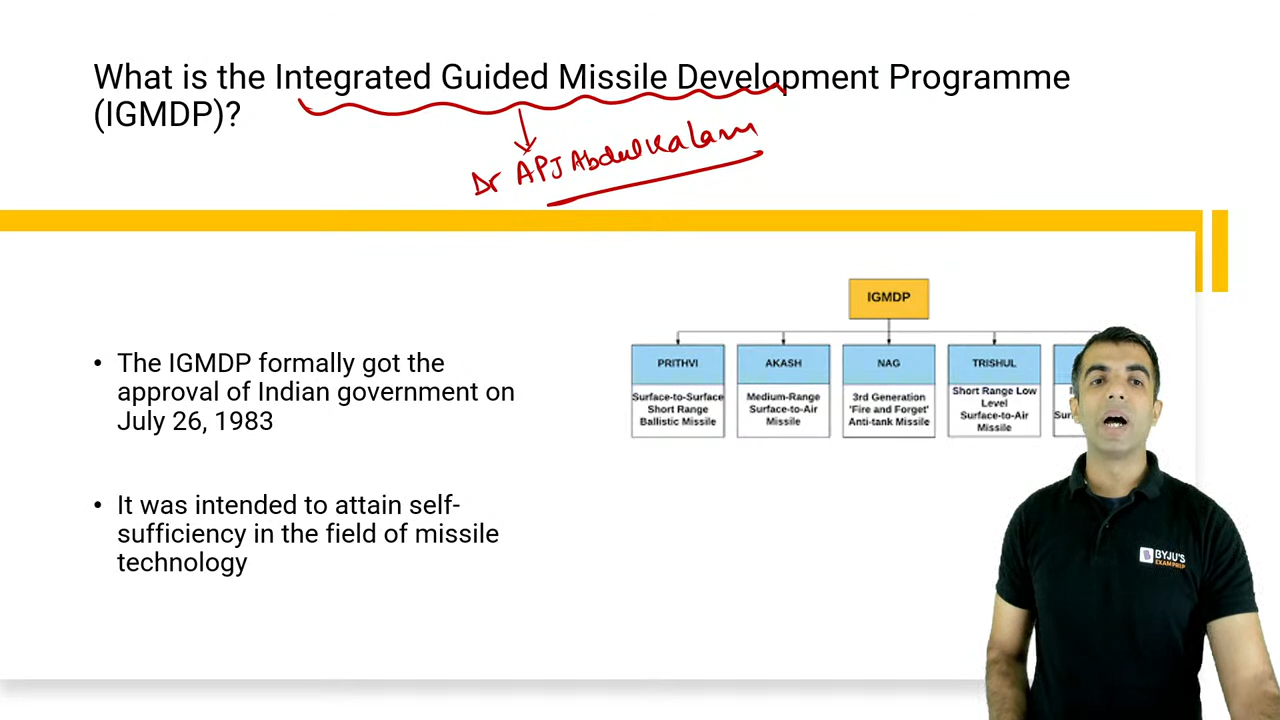 What is the Integrated Guided Missile Development Programme
(IGMDP)?
Dr APJ Abdul Kalam
• The IGMDP formally got the
approval of Indian government on
July 26, 1983
• It was intended to attain self-
sufficiency in the field of missile
technology
IGMDP
PRITHVI
Surface-to-Surface
Short Range
Ballistic Missile
AKASH
Medium-Range
Surface-to-Air
Missile
NAG
3rd Generation
'Fire and Forget'
Anti-tank Missile
TRISHUL
Short Range Low
Level
Surface-to-Air
Missile
BYJU'S
EXAM PREP